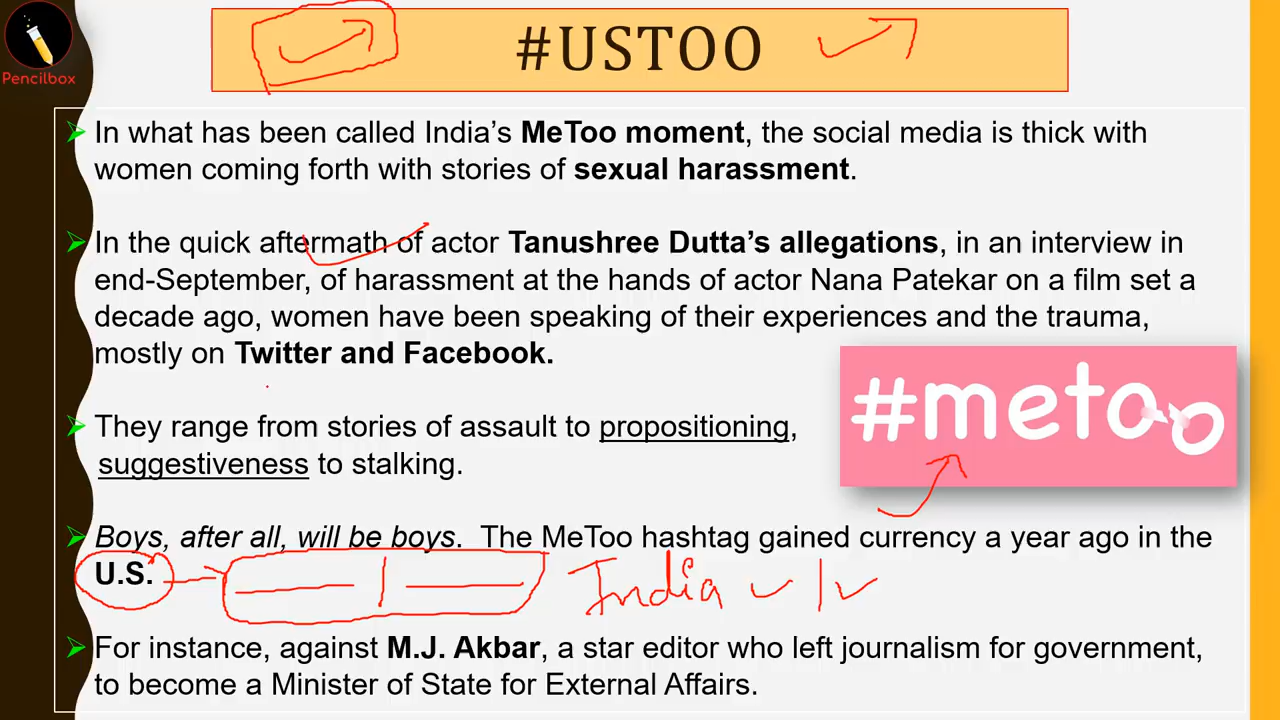 Pencilbox
#USTOO
In what has been called India's MeToo moment, the social media is thick with
women coming forth with stories of sexual harassment.
In the quick aftermath of actor Tanushree Dutta's allegations, in an interview in
end-September, of harassment at the hands of actor Nana Patekar on a film set a
decade ago, women have been speaking of their experiences and the trauma,
mostly on Twitter and Facebook.
#metoo
They range from stories of assault to propositioning,
suggestiveness to stalking.
Boys, after all, will be boys. The MeToo hashtag gained currency a year ago in the
U.S.
India
For instance, against M.J. Akbar, a star editor who left journalism for government,
to become a Minister of State for External Affairs.